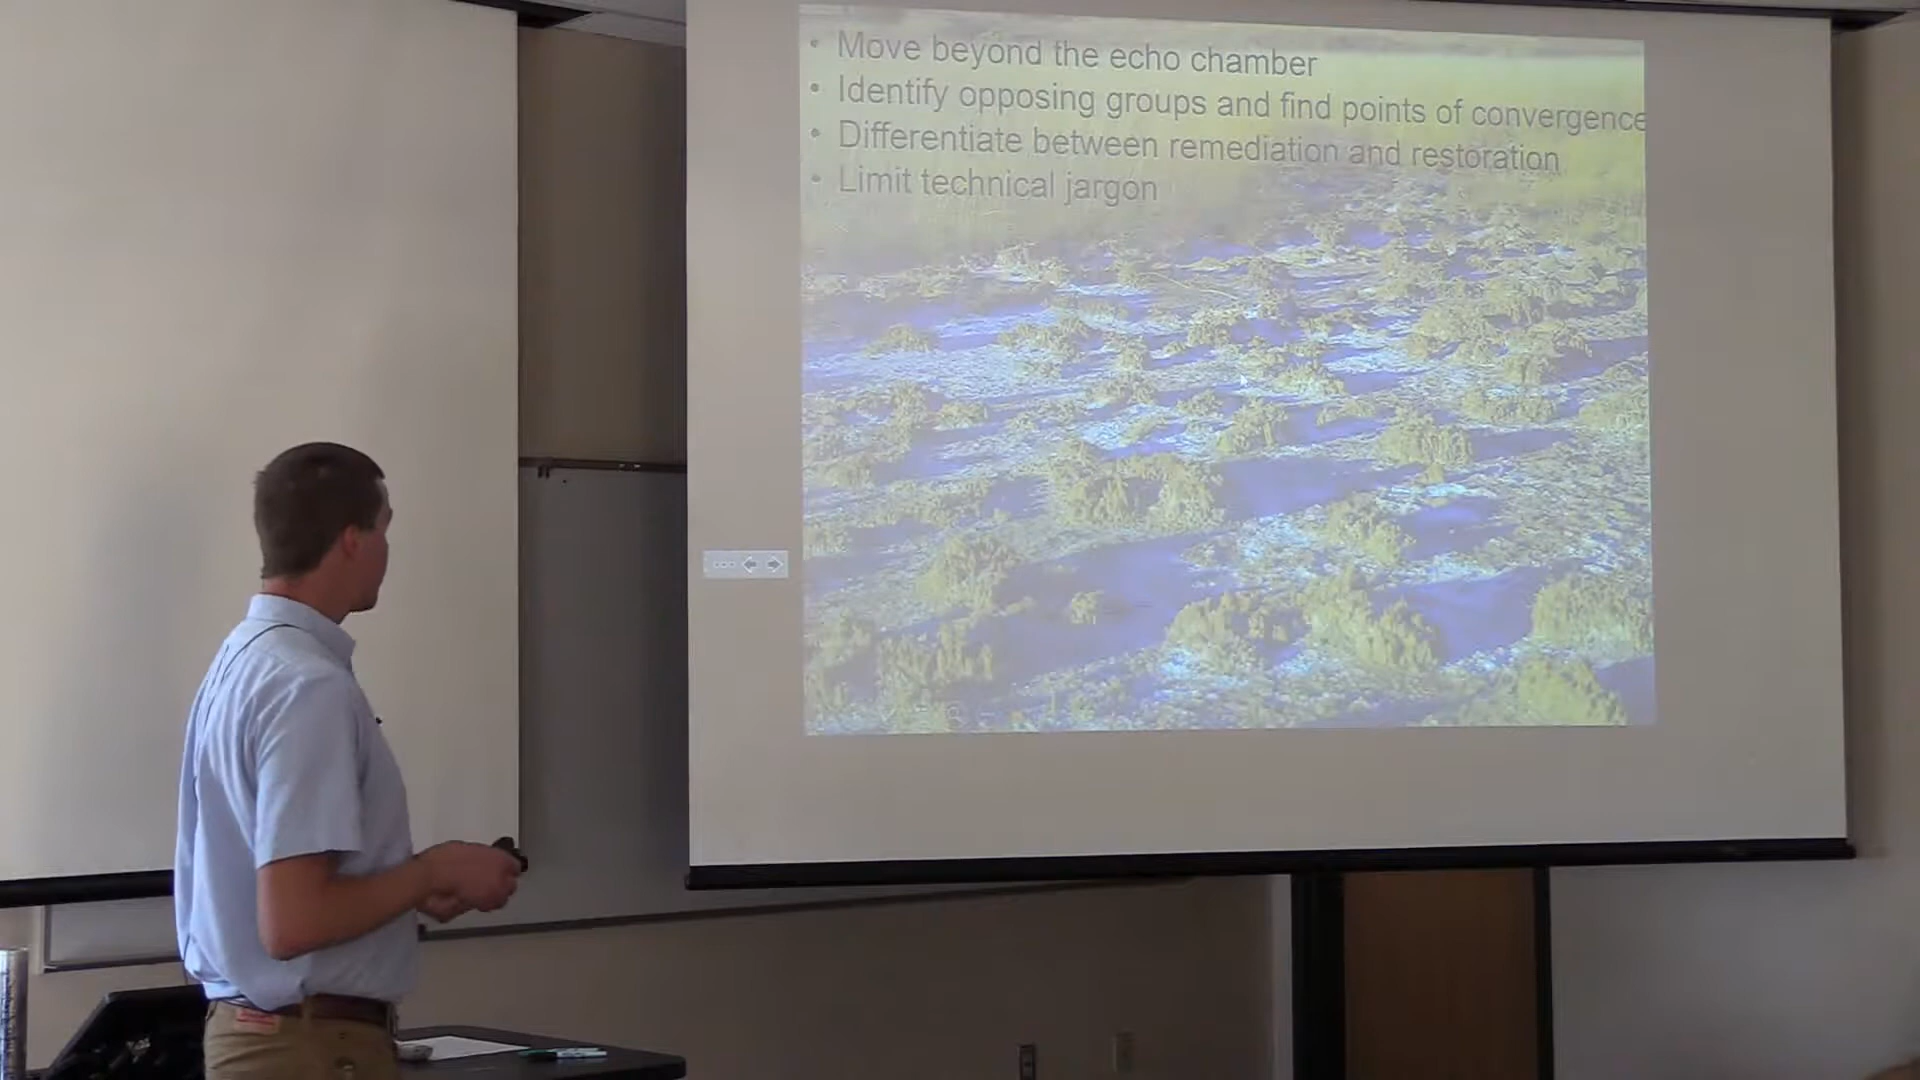 • Move beyond the echo chamber
• Identify opposing groups and find points of convergence
• Differentiate between remediation and restoration
• Limit technical jargon